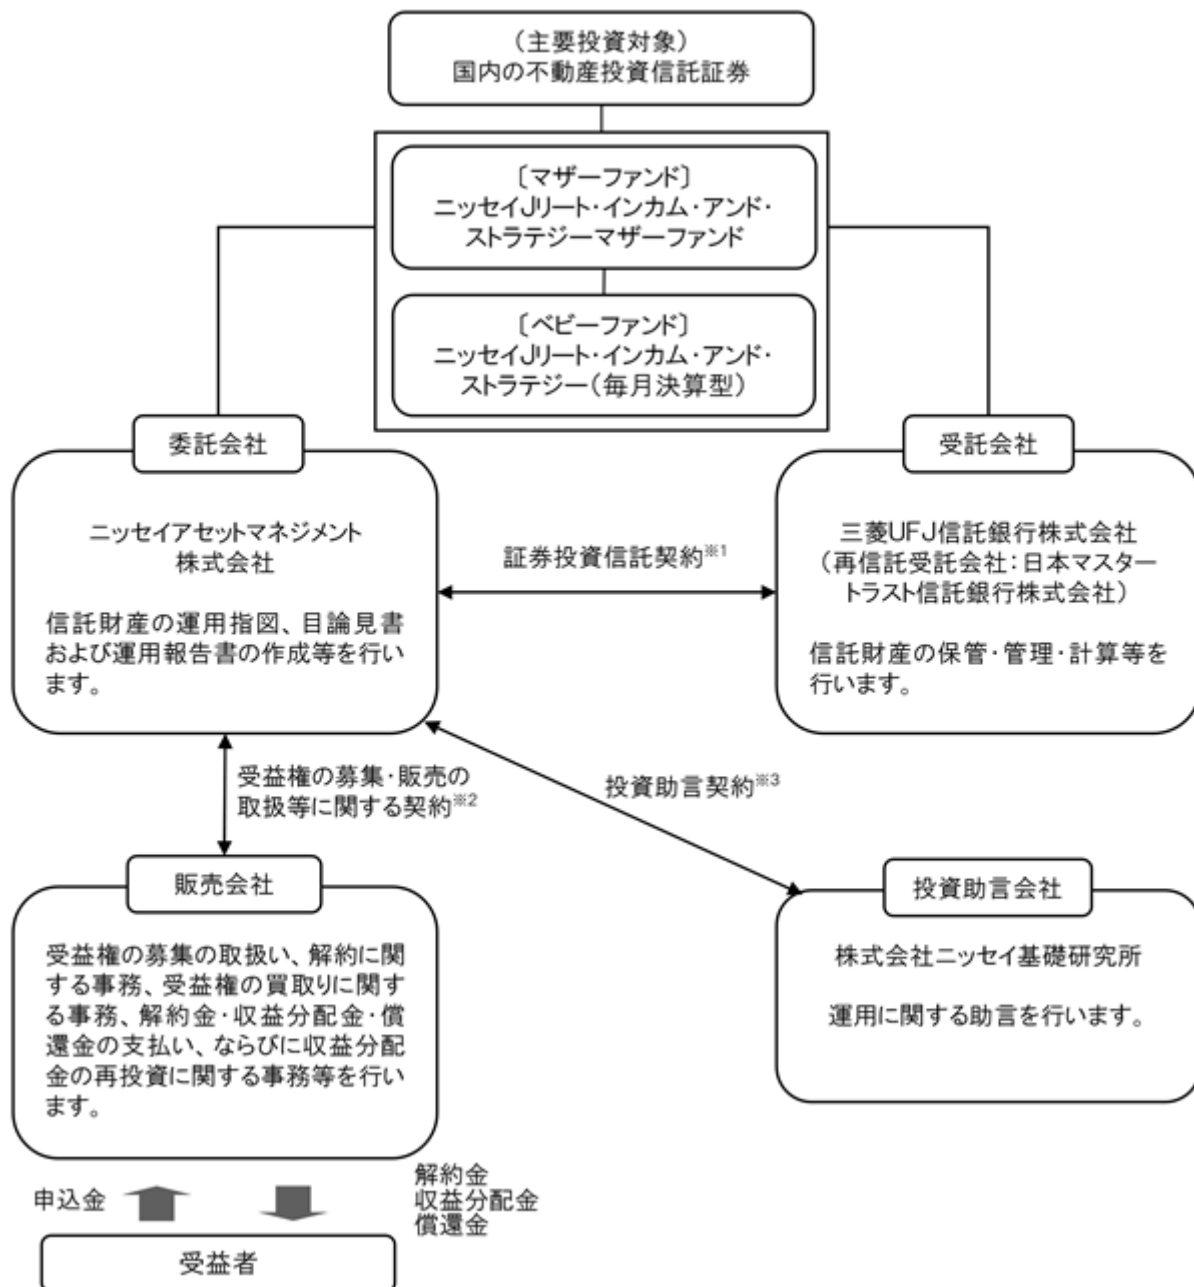 (主要投資対象)
国内の不動産投資信託証券
〔マザーファンド〕
ニッセイJリート・インカム・アンド・
ストラテジーマザーファンド
〔ベビーファンド〕
ニッセイJリート・インカム・アンド・
ストラテジー(毎月決算型)
委託会社
ニッセイアセットマネジメント
株式会社
信託財産の運用指図、目論見書
および運用報告書の作成等を行い
ます。
証券投資信託契約※1
受託会社
三菱UFJ信託銀行株式会社
(再信託受託会社:日本マスター
トラスト信託銀行株式会社)
信託財産の保管・管理・計算等を
行います。
受益権の募集・販売の
取扱等に関する契約※2
投資助言契約※3
販売会社
受益権の募集の取扱い、解約に関
する事務、受益権の買取りに関す
る事務、解約金・収益分配金・償
還金の支払い、ならびに収益分配
金の再投資に関する事務等を行い
ます。
投資助言会社
株式会社ニッセイ基礎研究所
運用に関する助言を行います。
申込金
解約金
収益分配金
償還金
受益者